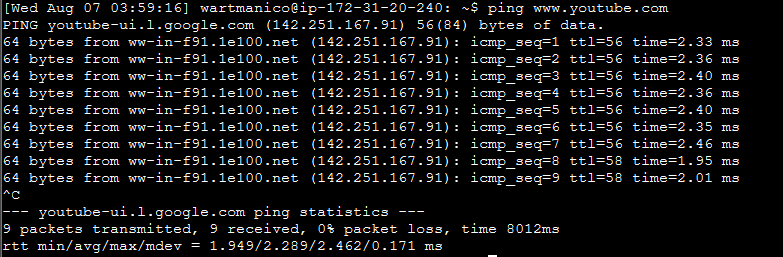 [Wed Aug 07 03:59:16] wartmanico@ip-172-31-20-240: ~$ ping www.youtube.com
PING youtube-ui.l.google.com (142.251.167.91) 56(84) bytes of data.
64 bytes from ww-in-f91.1e100.net (142.251.167.91): icmp_seq=1 ttl=56 time=2.33 ms
64 bytes from ww-in-f91.1e100.net (142.251.167.91): icmp_seq=2 ttl=56 time=2.36 ms
64 bytes from ww-in-f91.1e100.net (142.251.167.91): icmp_seq=3 ttl=56 time=2.40 ms
64 bytes from ww-in-f91.1e100.net (142.251.167.91): icmp_seq=4 ttl=56 time=2.36 ms
64 bytes from ww-in-f91.1e100.net (142.251.167.91): icmp_seq=5 ttl=56 time=2.40 ms
64 bytes from ww-in-f91.1e100.net (142.251.167.91): icmp_seq=6 ttl=56 time=2.35 ms
64 bytes from ww-in-f91.1e100.net (142.251.167.91): icmp_seq=7 ttl=56 time=2.46 ms
64 bytes from ww-in-f91.1e100.net (142.251.167.91): icmp_seq=8 ttl=58 time=1.95 ms
64 bytes from ww-in-f91.1e100.net (142.251.167.91): icmp_seq=9 ttl=58 time=2.01 ms
^C
--- youtube-ui.l.google.com ping statistics ---
9 packets transmitted, 9 received, 0% packet loss, time 8012ms
rtt min/avg/max/mdev = 1.949/2.289/2.462/0.171 ms